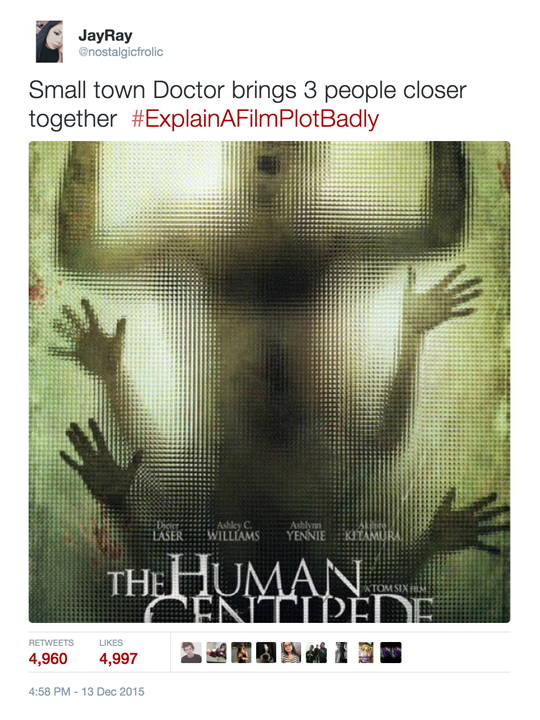 JayRay
@nostalgicfrolic
Small town Doctor brings 3 people closer
together #ExplainAFilmPlotBadly
Dieter LASER Ashley C. WILLIAMS Ashlynn YENNIE Akihiro KITAMURA
THE HUMAN A TOM SIX FILM
CENTIPEDE
RETWEETS LIKES
4,960 4,997
4:58 PM - 13 Dec 2015